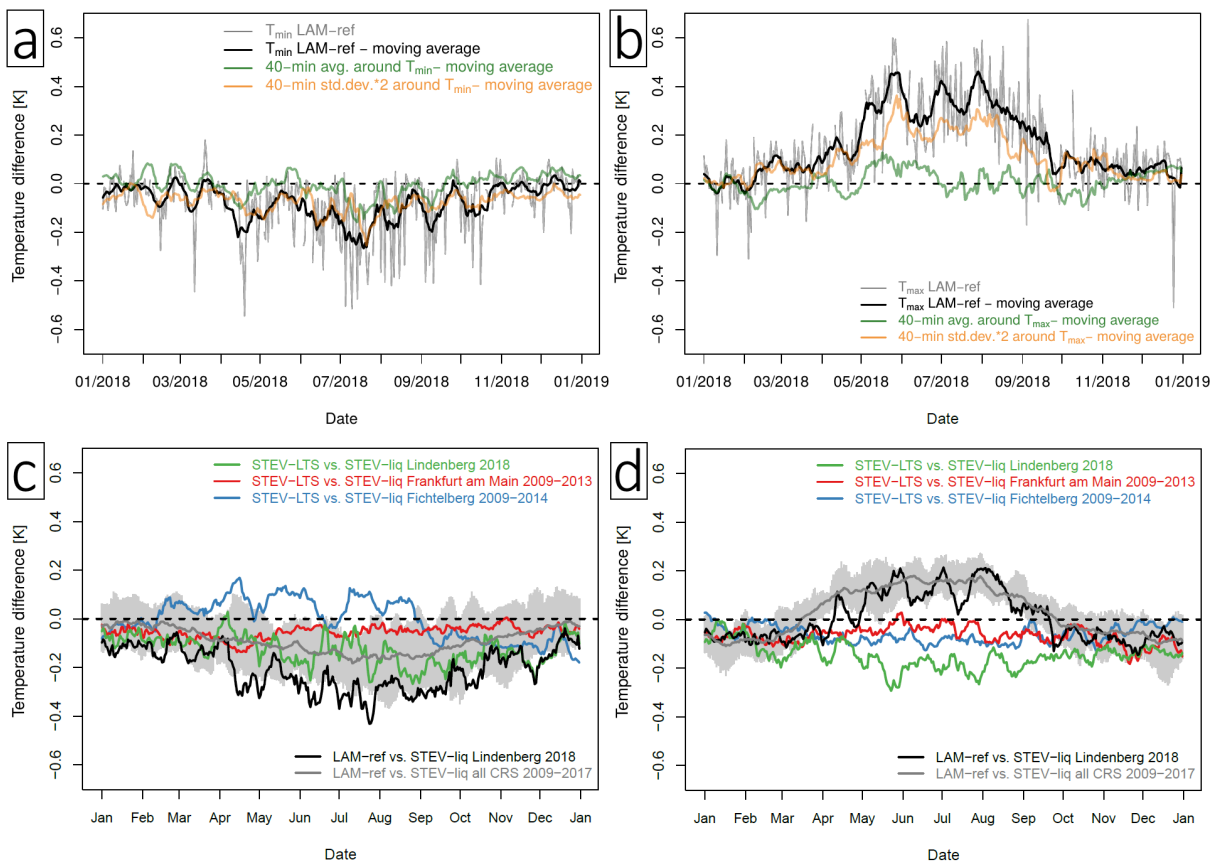 a
T_min LAM-ref
T_min LAM-ref − moving average
40-min avg. around T_min− moving average
40-min std.dev.*2 around T_min− moving average
Temperature difference [K]
0.6
0.4
0.2
0.0
−0.2
−0.4
−0.6
01/2018 03/2018 05/2018 07/2018 09/2018 11/2018 01/2019
Date
b
Temperature difference [K]
0.6
0.4
0.2
0.0
−0.2
−0.4
−0.6
T_max LAM-ref
T_max LAM-ref − moving average
40-min avg. around T_max− moving average
40-min std.dev.*2 around T_max− moving average
01/2018 03/2018 05/2018 07/2018 09/2018 11/2018 01/2019
Date
c
STEV−LTS vs. STEV−liq Lindenberg 2018
STEV−LTS vs. STEV−liq Frankfurt am Main 2009−2013
STEV−LTS vs. STEV−liq Fichtelberg 2009−2014
Temperature difference [K]
0.6
0.4
0.2
0.0
−0.2
−0.4
−0.6
LAM−ref vs. STEV−liq Lindenberg 2018
LAM−ref vs. STEV−liq all CRS 2009−2017
Jan Feb Mar Apr May Jun Jul Aug Sep Oct Nov Dec Jan
Date
d
STEV−LTS vs. STEV−liq Lindenberg 2018
STEV−LTS vs. STEV−liq Frankfurt am Main 2009−2013
STEV−LTS vs. STEV−liq Fichtelberg 2009−2014
Temperature difference [K]
0.6
0.4
0.2
0.0
−0.2
−0.4
−0.6
LAM−ref vs. STEV−liq Lindenberg 2018
LAM−ref vs. STEV−liq all CRS 2009−2017
Jan Feb Mar Apr May Jun Jul Aug Sep Oct Nov Dec Jan
Date